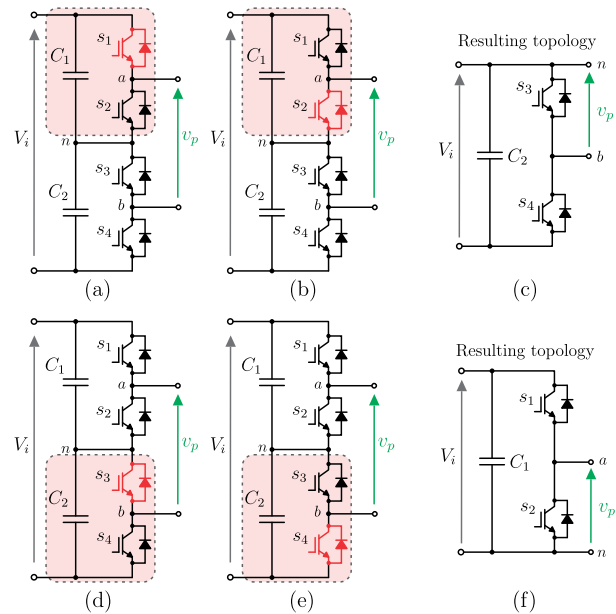 s1
C1
a
s2
Vi
vp
n
s3
C2
b
s4
(a)
s1
C1
a
s2
Vi
vp
n
s3
C2
b
s4
(b)
Resulting topology
n
s3
Vi
C2
vp
b
s4
(c)
s1
C1
a
s2
Vi
vp
n
s3
C2
b
s4
(d)
s1
C1
a
s2
Vi
vp
n
s3
C2
b
s4
(e)
Resulting topology
s1
Vi
C1
a
s2
vp
n
(f)